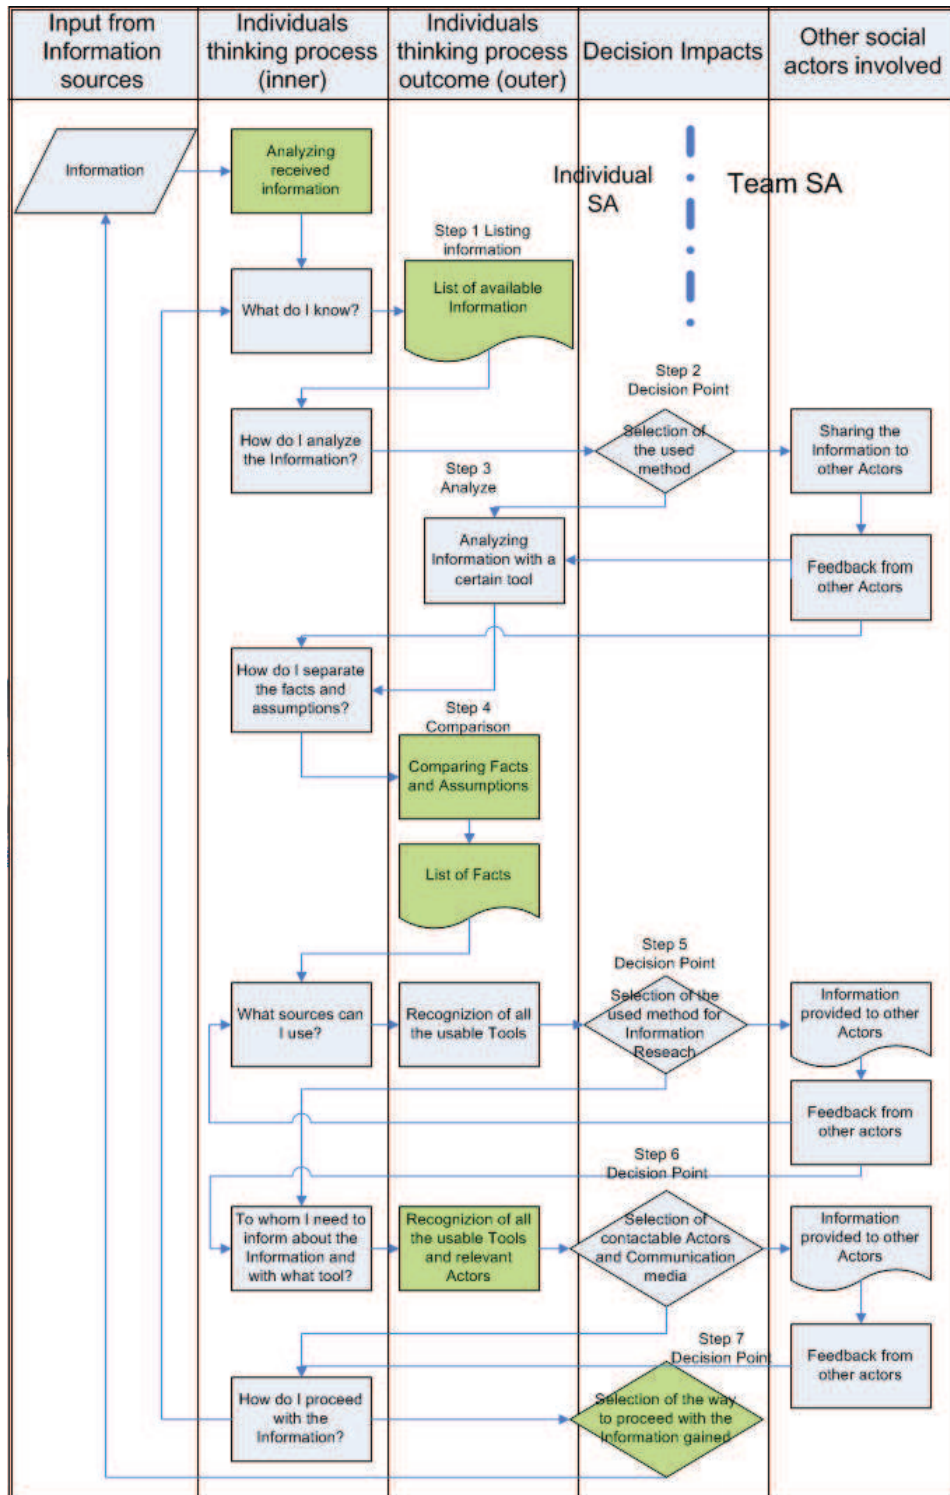 Input from
Information
sources
Individuals
thinking process
(inner)
Individuals
thinking process
outcome (outer)
Decision Impacts
Other social
actors involved
Information
Analyzing
received
information
Individual
SA
Team SA
Step 1 Listing
information
What do I know?
List of available
Information
Step 2
Decision Point
How do I analyze
the Information?
Selection of
the used
method
Sharing the
Information to
other Actors
Step 3
Analyze
Analyzing
Information with a
certain tool
Feedback from
other Actors
How do I separate
the facts and
assumptions?
Step 4
Comparison
Comparing Facts
and Assumptions
List of Facts
Step 5
Decision Point
What sources can
I use?
Recognizion of all
the usable Tools
Selection of the
used method for
Information
Reseach
Information
provided to other
Actors
Feedback from
other actors
Step 6
Decision Point
To whom I need to
inform about the
Information and
with what tool?
Recognizion of all
the usable Tools
and relevant
Actors
Selection of
contactable Actors
and Communication
media
Information
provided to other
Actors
Step 7
Decision Point
Feedback from
other actors
How do I proceed
with the
Information?
Selection of the way
to proceed with the
Information gained